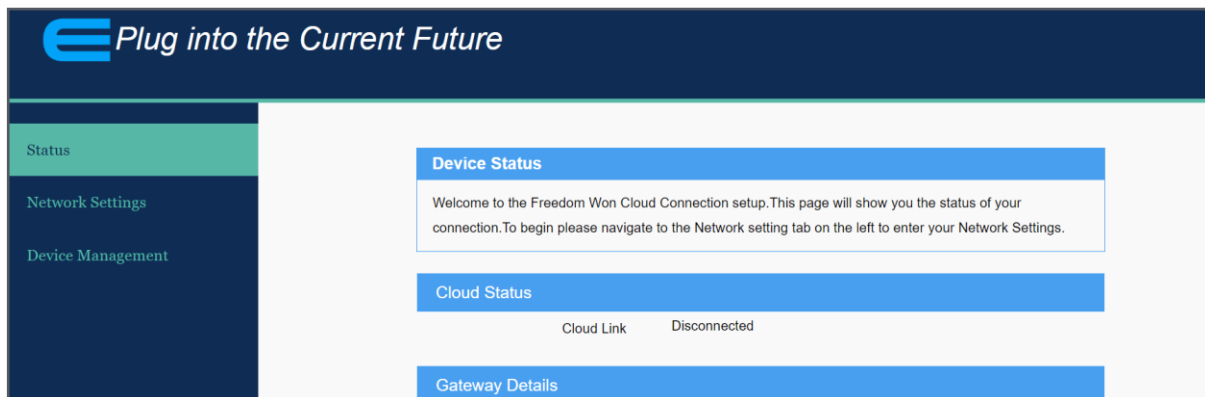 Plug into the Current Future
Status
Network Settings
Device Management
Device Status
Welcome to the Freedom Won Cloud Connection setup.This page will show you the status of your
connection.To begin please navigate to the Network setting tab on the left to enter your Network Settings.
Cloud Status
Cloud Link Disconnected
Gateway Details